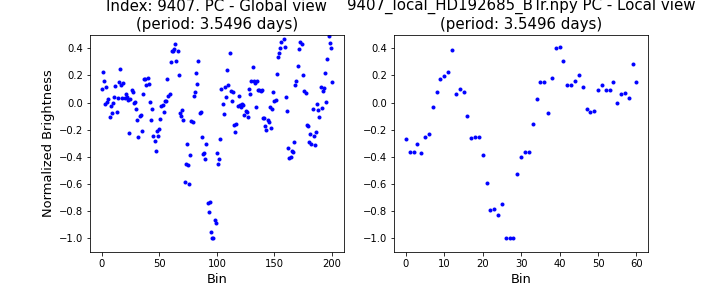 Index: 9407. PC - Global view
(period: 3.5496 days)
9407_local_HD192685_BTr.npy PC - Local view
(period: 3.5496 days)
Normalized Brightness
0.4
0.2
0.0
−0.2
−0.4
−0.6
−0.8
−1.0
0 50 100 150 200
Bin
0.4
0.2
0.0
−0.2
−0.4
−0.6
−0.8
−1.0
0 10 20 30 40 50 60
Bin